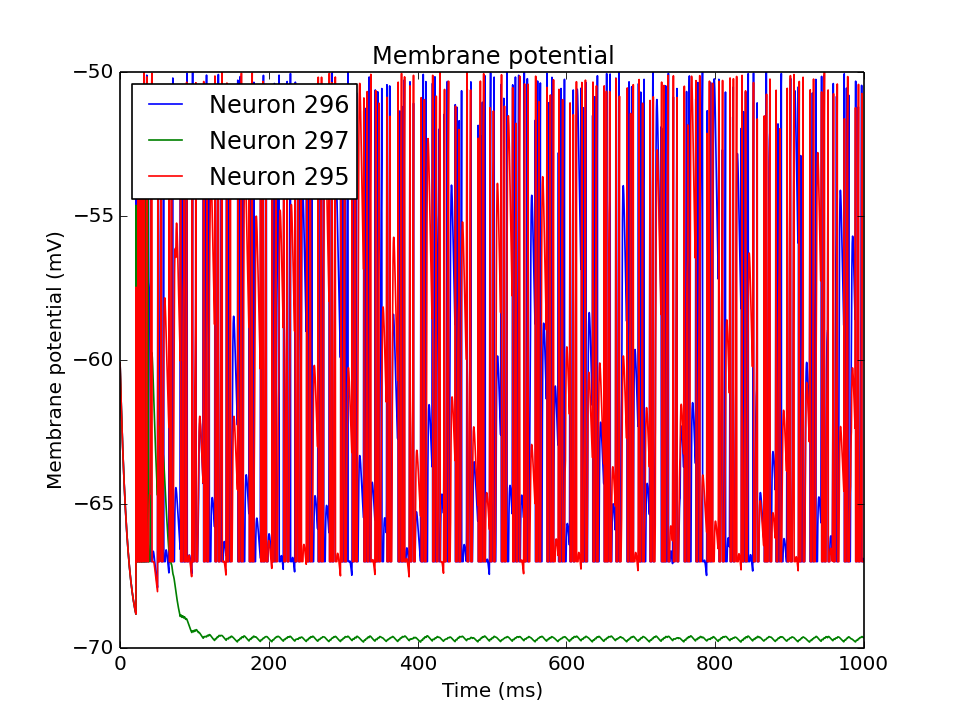 Membrane potential
−50
−55
−60
−65
−70
Membrane potential (mV)
Neuron 296
Neuron 297
Neuron 295
0
200
400
600
800
1000
Time (ms)